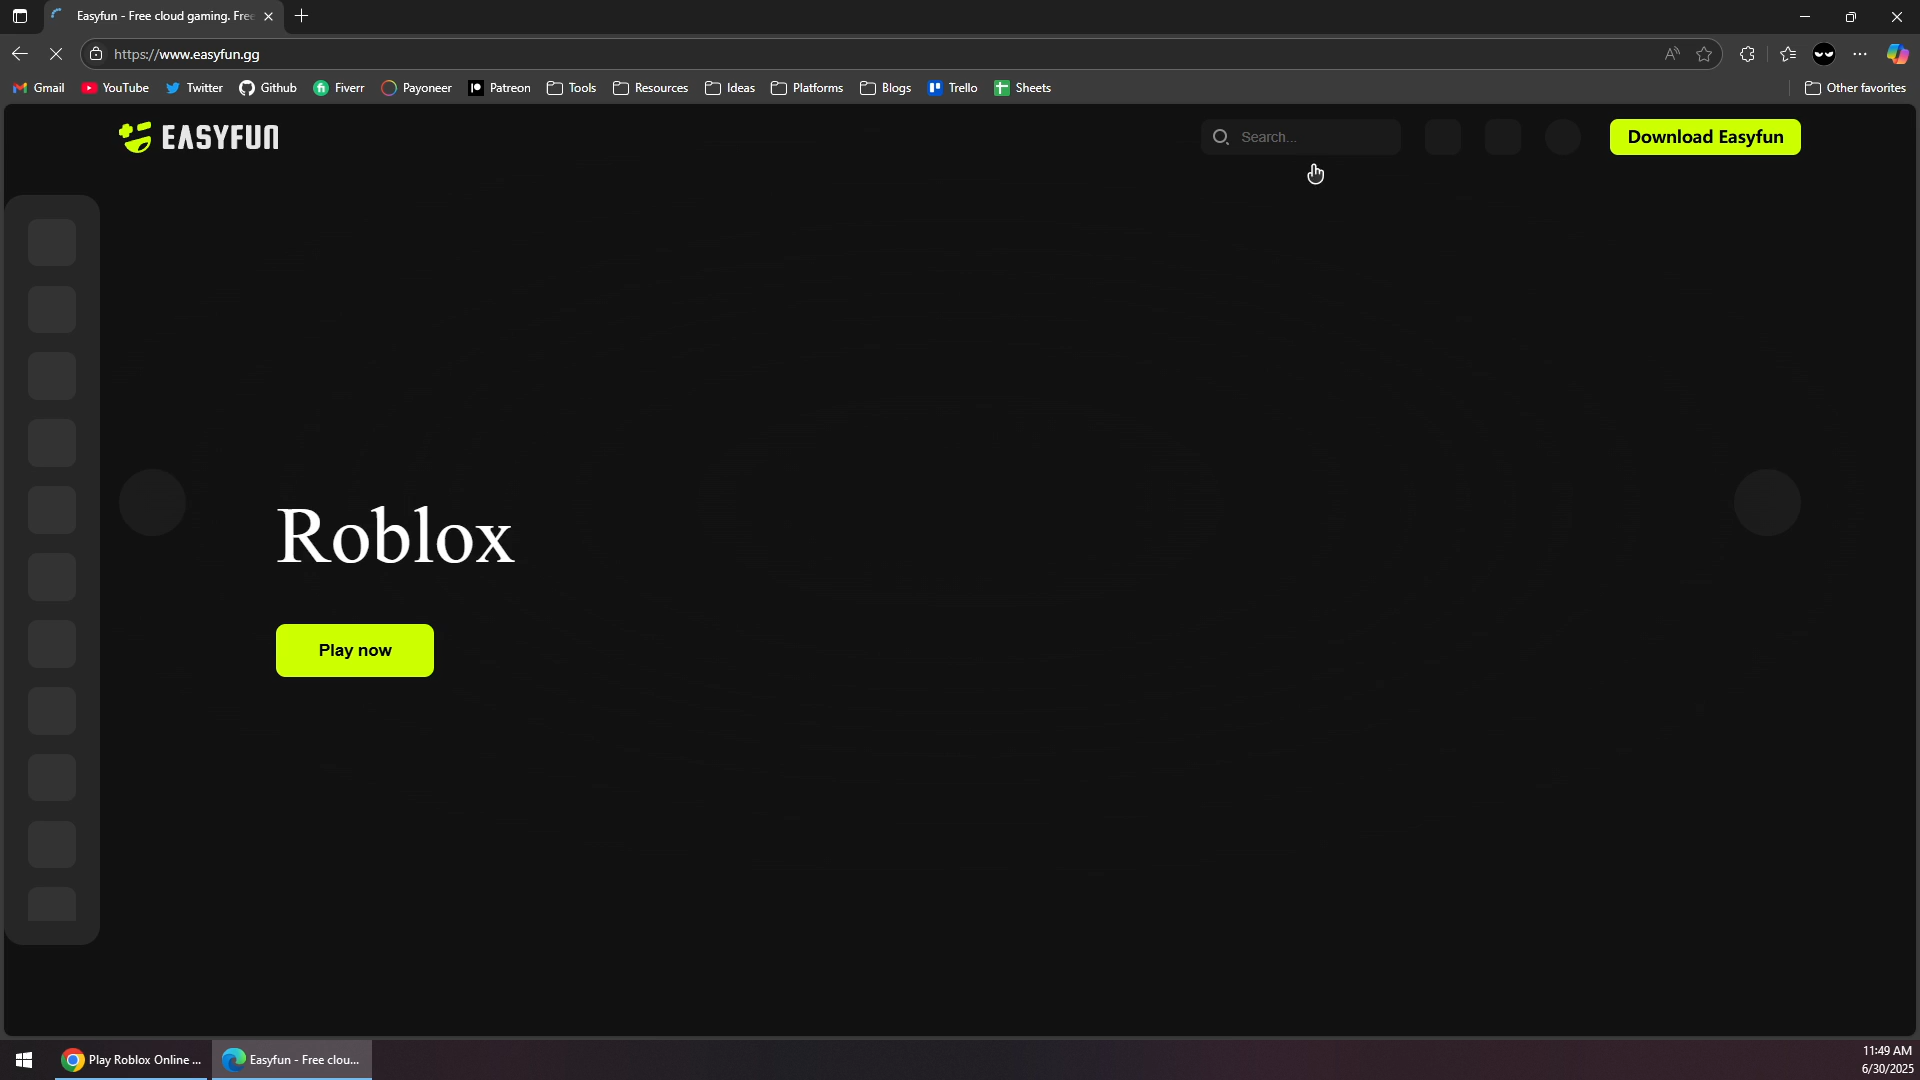 Easyfun - Free cloud gaming. Free
https://www.easyfun.gg
Gmail YouTube Twitter Github Fiverr Payoneer Patreon Tools Resources Ideas Platforms Blogs Trello Sheets Other favorites
EASYFUN Search... Download Easyfun
Roblox
Play now
Play Roblox Online ... Easyfun - Free clou... 11:49 AM
6/30/2025